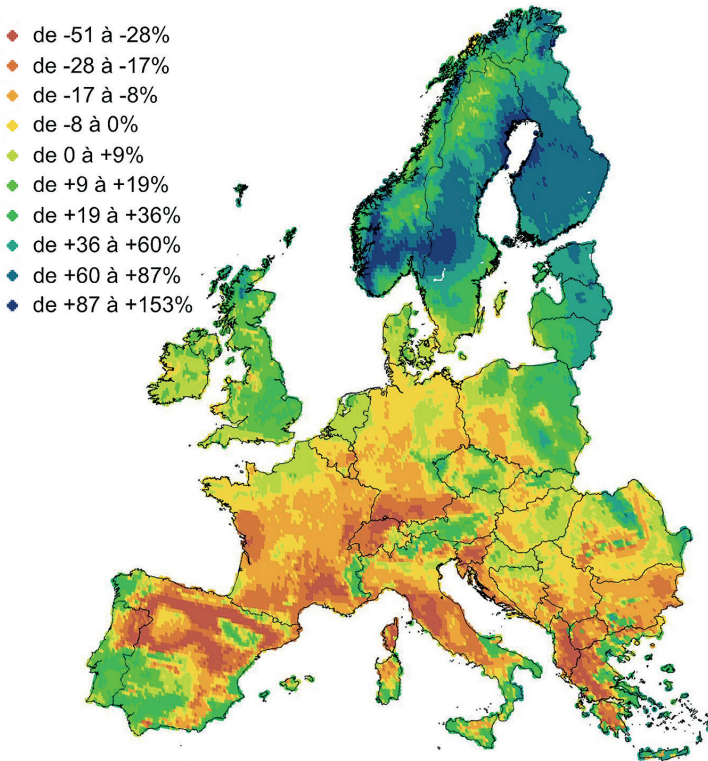 de -51 à -28%
de -28 à -17%
de -17 à -8%
de -8 à 0%
de 0 à +9%
de +9 à +19%
de +19 à +36%
de +36 à +60%
de +60 à +87%
de +87 à +153%